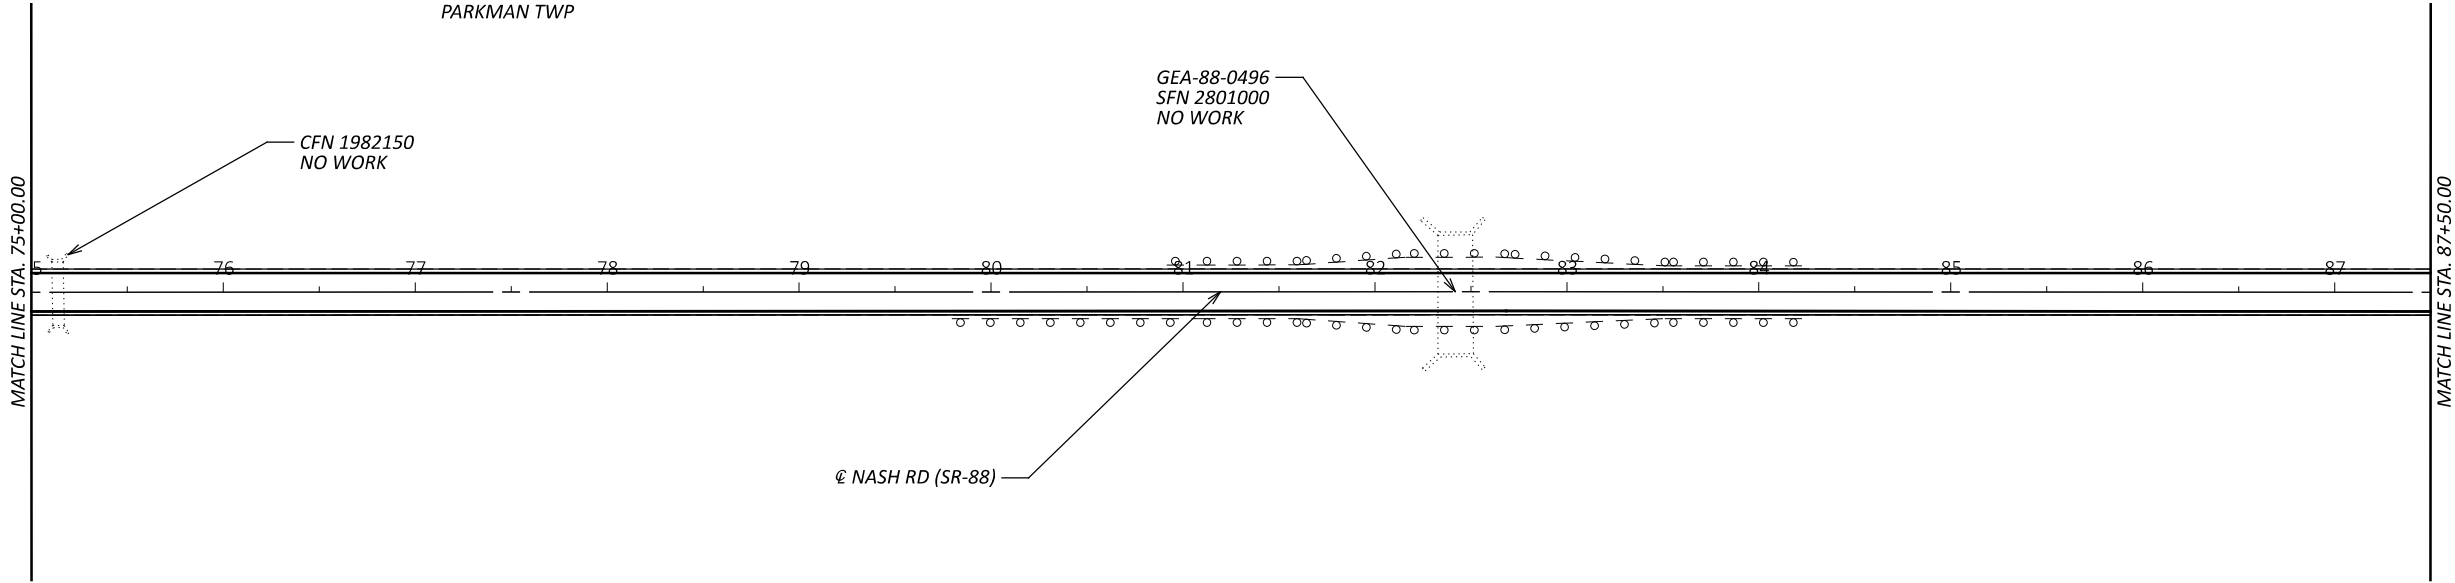 PARKMAN TWP
GEA-88-0496
SFN 2801000
NO WORK
CFN 1982150
NO WORK
MATCH LINE STA. 75+00.00
MATCH LINE STA. 87+50.00
5 76 77 78 79 80 81 82 83 84 85 86 87
℄ NASH RD (SR-88)